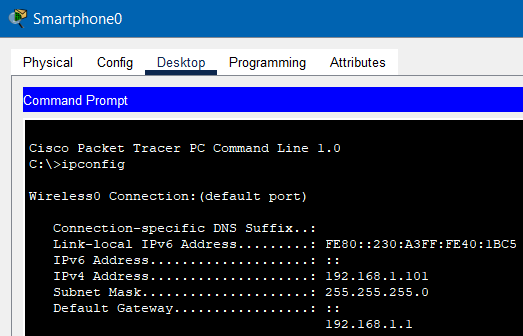 Smartphone0
Physical Config Desktop Programming Attributes
Command Prompt
Cisco Packet Tracer PC Command Line 1.0
C:\>ipconfig
Wireless0 Connection:(default port)
Connection-specific DNS Suffix..:
Link-local IPv6 Address.........: FE80::230:A3FF:FE40:1BC5
IPv6 Address....................: ::
IPv4 Address....................: 192.168.1.101
Subnet Mask.....................: 255.255.255.0
Default Gateway.................: ::
192.168.1.1